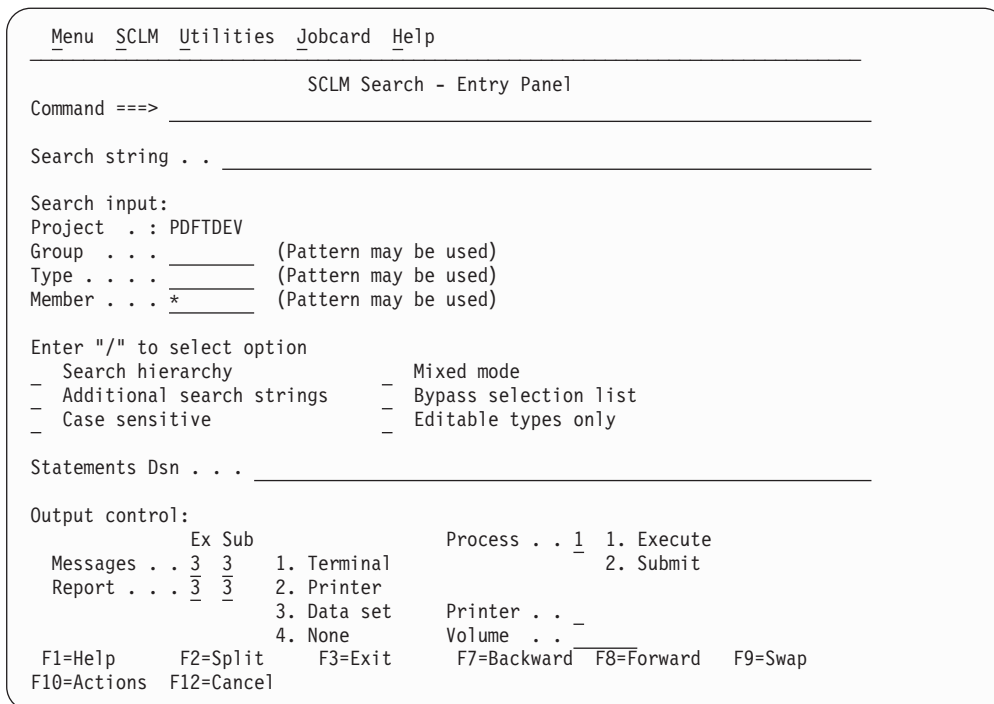 Menu SCLM Utilities Jobcard Help
SCLM Search - Entry Panel
Command ===>
Search string . .
Search input:
Project . : PDFTDEV
Group . . . (Pattern may be used)
Type . . . . (Pattern may be used)
Member . . . * (Pattern may be used)
Enter "/" to select option
_ Search hierarchy _ Mixed mode
_ Additional search strings _ Bypass selection list
_ Case sensitive _ Editable types only
Statements Dsn . . .
Output control:
Ex Sub Process . . 1 1. Execute
Messages . . 3 3 1. Terminal 2. Submit
Report . . . 3 3 2. Printer
3. Data set Printer . . _
4. None Volume . .
F1=Help F2=Split F3=Exit F7=Backward F8=Forward F9=Swap
F10=Actions F12=Cancel